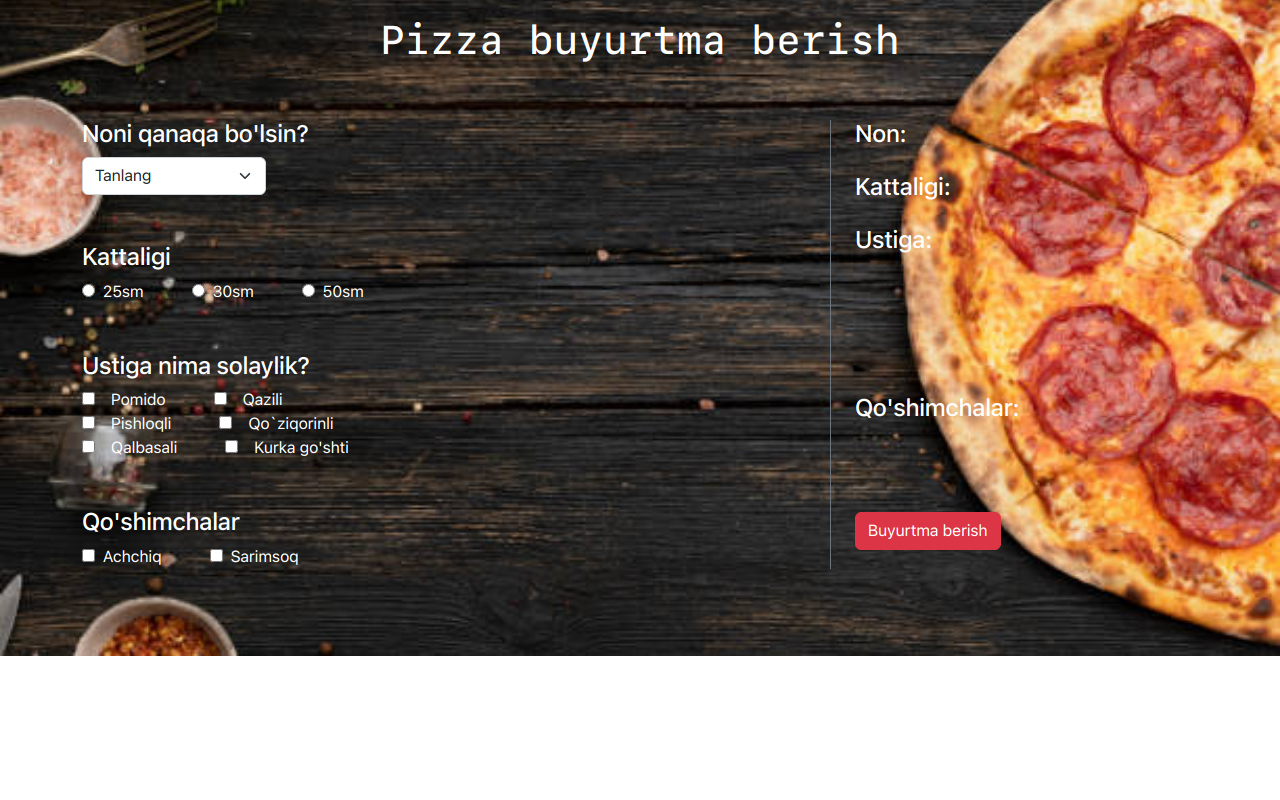 Pizza buyurtma berish
Noni qanaqa bo'lsin?
Tanlang
Kattaligi
25sm 30sm 50sm
Ustiga nima solaylik?
Pomido Qazili
Pishloqli Qo`ziqorinli
Qalbasali Kurka go'shti
Qo'shimchalar
Achchiq Sarimsoq
Non:
Kattaligi:
Ustiga:
Qo'shimchalar:
Buyurtma berish